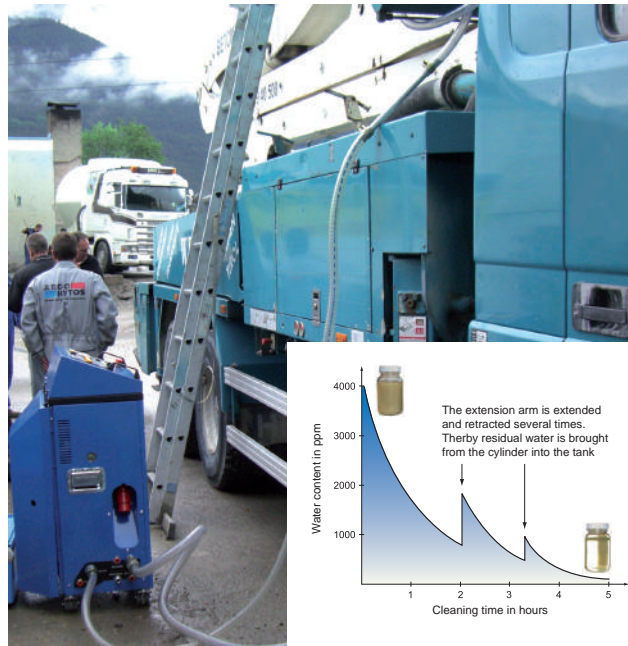 BETON
ARGO
HYTOS
4000
The extension arm is extended
and retracted several times.
Therby residual water is brought
from the cylinder into the tank
3000
2000
1000
Water content in ppm
1
2
3
4
5
Cleaning time in hours